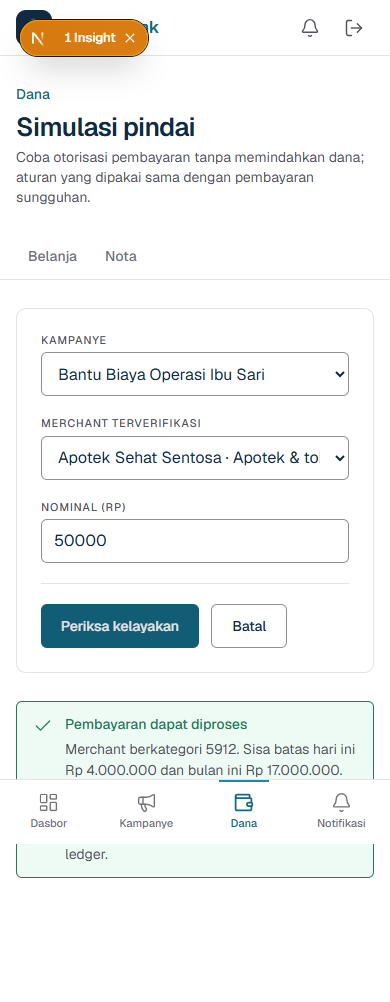 1 Insight
Dana
Simulasi pindai
Coba otorisasi pembayaran tanpa memindahkan dana;
aturan yang dipakai sama dengan pembayaran
sungguhan.
Belanja Nota
KAMPANYE
Bantu Biaya Operasi Ibu Sari
MERCHANT TERVERIFIKASI
Apotek Sehat Sentosa · Apotek & to
NOMINAL (RP)
50000
Periksa kelayakan Batal
Pembayaran dapat diproses
Merchant berkategori 5912. Sisa batas hari ini
Rp 4.000.000 dan bulan ini Rp 17.000.000.
Dasbor Kampanye Dana Notifikasi
ledger.